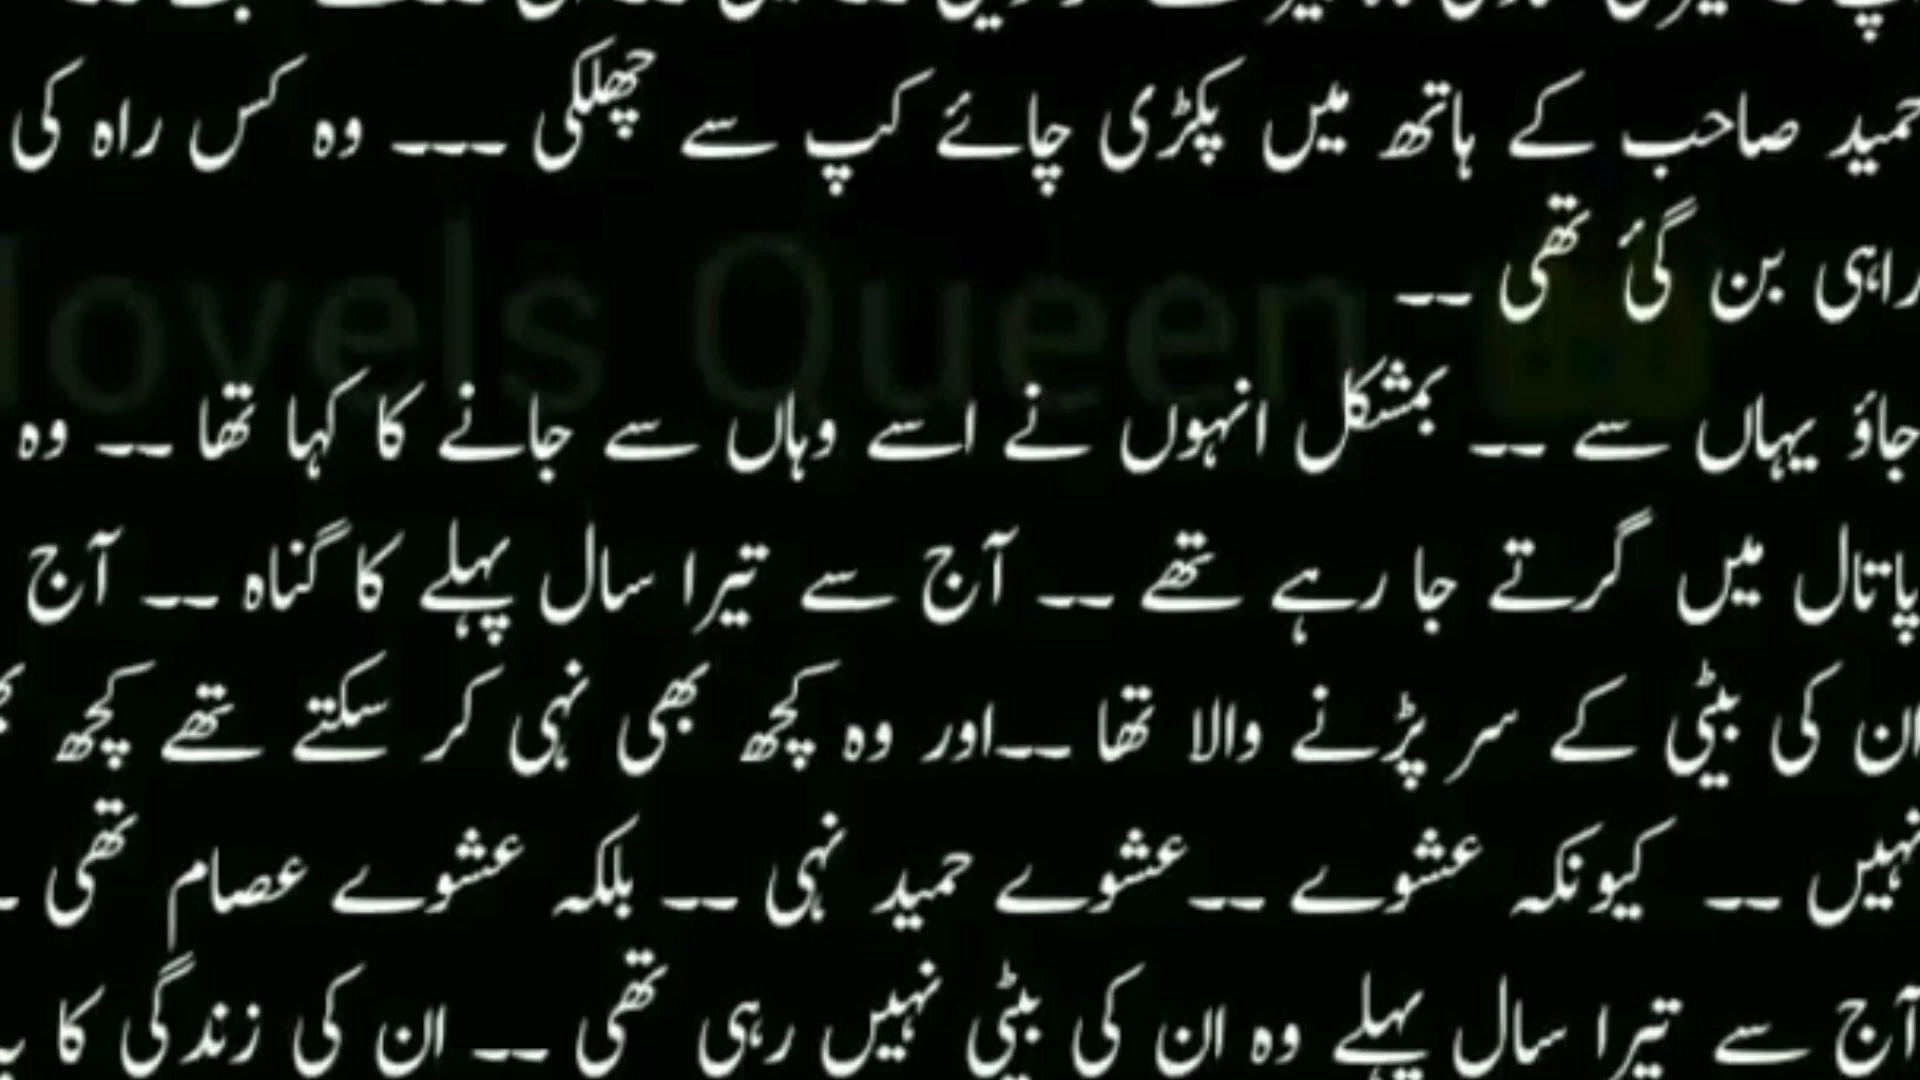 حمید صاحب کے ہاتھ میں پکڑی چائے کپ سے چھلکی ۔۔۔ وہ کس راہ کی
راہی بن گئ تھی ۔۔
Novels Queen
جاؤ یہاں سے ۔۔ بمشکل انہوں نے اسے وہاں سے جانے کا کہا تھا ۔۔ وہ
پاتال میں گرتے جا رہے تھے ۔۔ آج سے تیرا سال پہلے کا گناہ ۔۔ آج
ان کی بیٹی کے سر پڑنے والا تھا ۔۔اور وہ کچھ بھی نہی کر سکتے تھے کچھ
نہیں ۔۔ کیونکہ عشوے ۔۔عشوے حمید نہی ۔۔ بلکہ عشوے عصام تھی ۔
آج سے تیرا سال پہلے وہ ان کی بیٹی نہیں رہی تھی ۔۔ ان کی زندگی کا